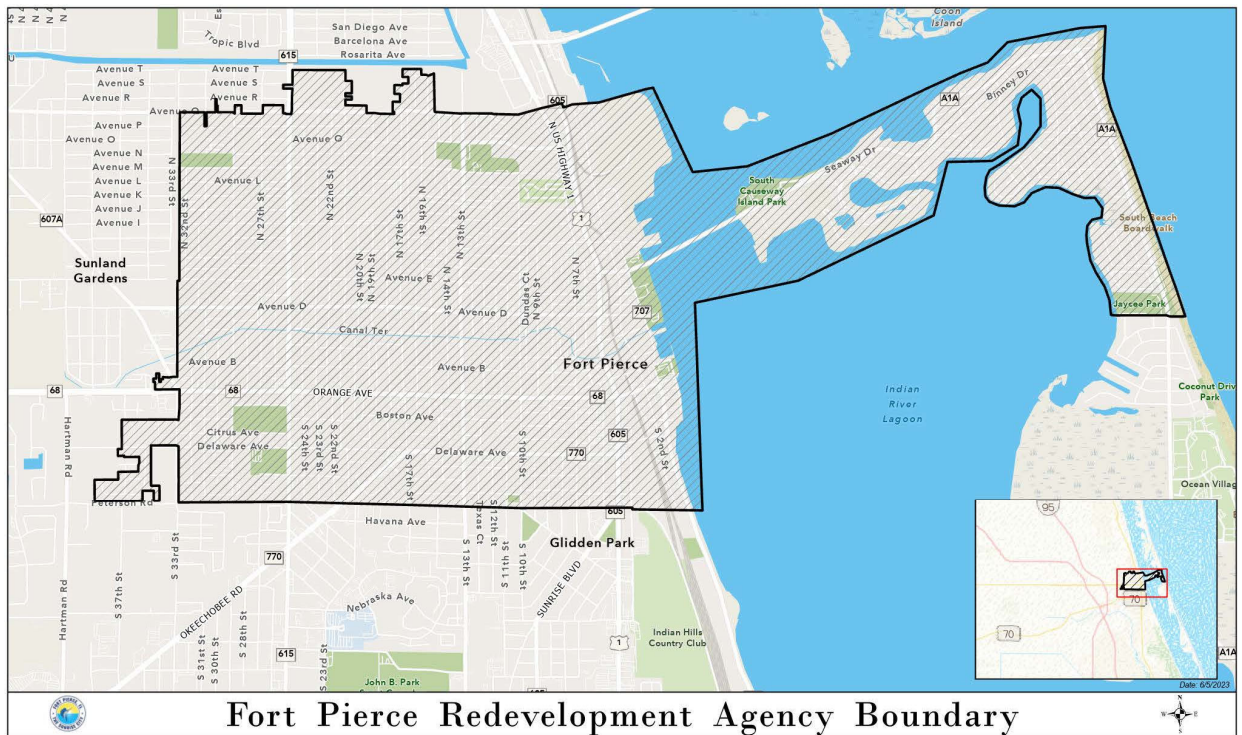 San Diego Ave
Barcelona Ave
Rosarita Ave
Tropic Blvd
615
Coon
Island
Avenue T
Avenue S
Avenue R
Avenue T
Avenue S
Avenue R
Avenue P
Avenue O
Avenue N
Avenue M
Avenue L
Avenue K
Avenue J
Avenue I
607A
Sunland
Gardens
N 33rd St
N 32nd St
Avenue O
Avenue L
N 27th St
N 22nd St
N 20th St
N 19th St
N 17th St
N 16th St
N 14th St
N 13th St
Avenue E
Avenue D
Avenue D
Canal Ter
Dundas Ct
N 9th St
N 7th St
605
N US HIGHWAY 1
1
707
Avenue B
Avenue B
Fort Pierce
68
68
ORANGE AVE
68
Boston Ave
Citrus Ave
Delaware Ave
Delaware Ave
S 24th St
S 23rd St
S 22nd St
S 17th St
S 10th St
605
770
S 2nd St
Hartman Rd
Peterson Rd
Havana Ave
605
Glidden Park
Texas Ct
S 12th St
S 13th St
S 11th St
S 10th St
SUNRISE BLVD
770
OKEECHOBEE RD
Nebraska Ave
S 33rd St
S 37th St
Hartman Rd
S 31st St
S 30th St
S 28th St
615
S 23rd St
John B. Park
1
Indian Hills
Country Club
A1A
Binney Dr
Seaway Dr
A1A
South
Causeway
Island Park
South Beach
Boardwalk
Jaycee Park
Indian
River
Lagoon
Coconut Driv
Park
Ocean Villag
A1A
95
70
70
Date: 6/5/2023
Fort Pierce Redevelopment Agency Boundary
N
W
E
S